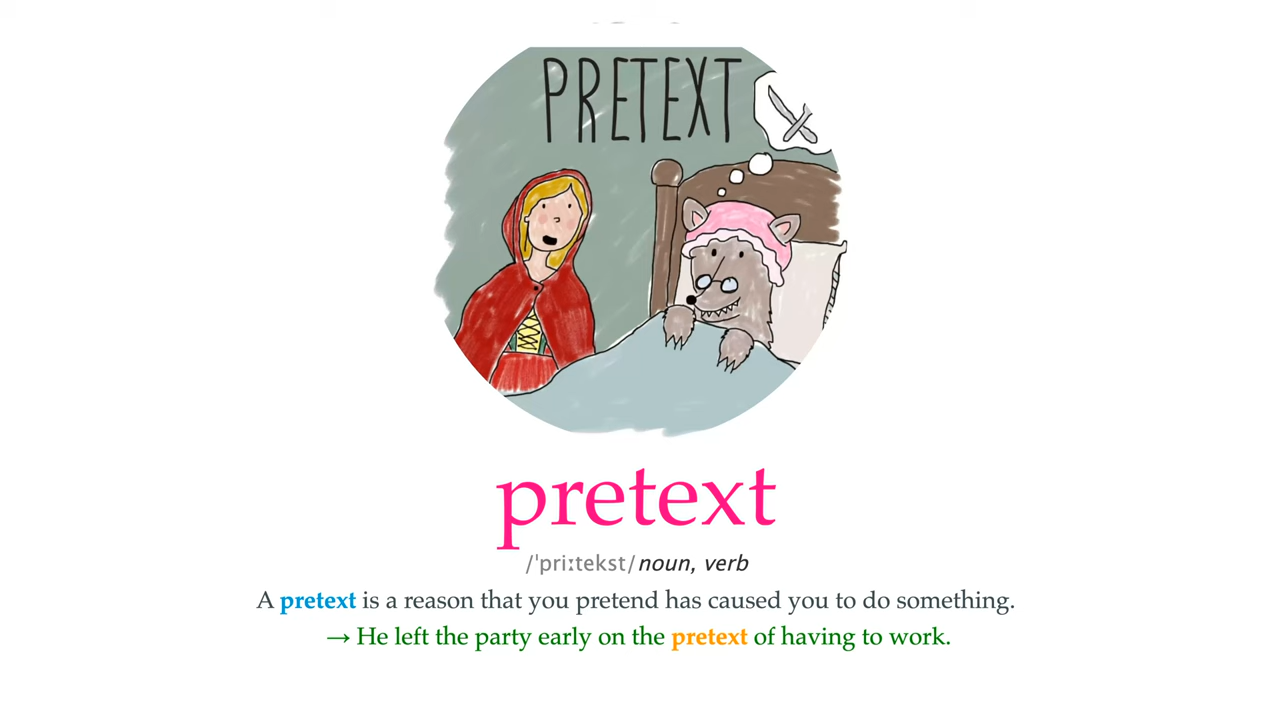 PRETEXT
pretext
/ˈpriːtekst/ noun, verb
A pretext is a reason that you pretend has caused you to do something.
→ He left the party early on the pretext of having to work.